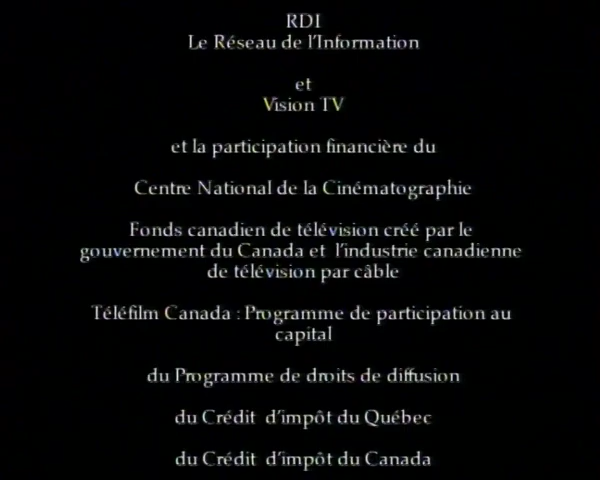 RDI
Le Réseau de l'Information
et
Vision TV
et la participation financière du
Centre National de la Cinématographie
Fonds canadien de télévision créé par le
gouvernement du Canada et l'industrie canadienne
de télévision par câble
Téléfilm Canada : Programme de participation au
capital
du Programme de droits de diffusion
du Crédit d'impôt du Québec
du Crédit d'impôt du Canada